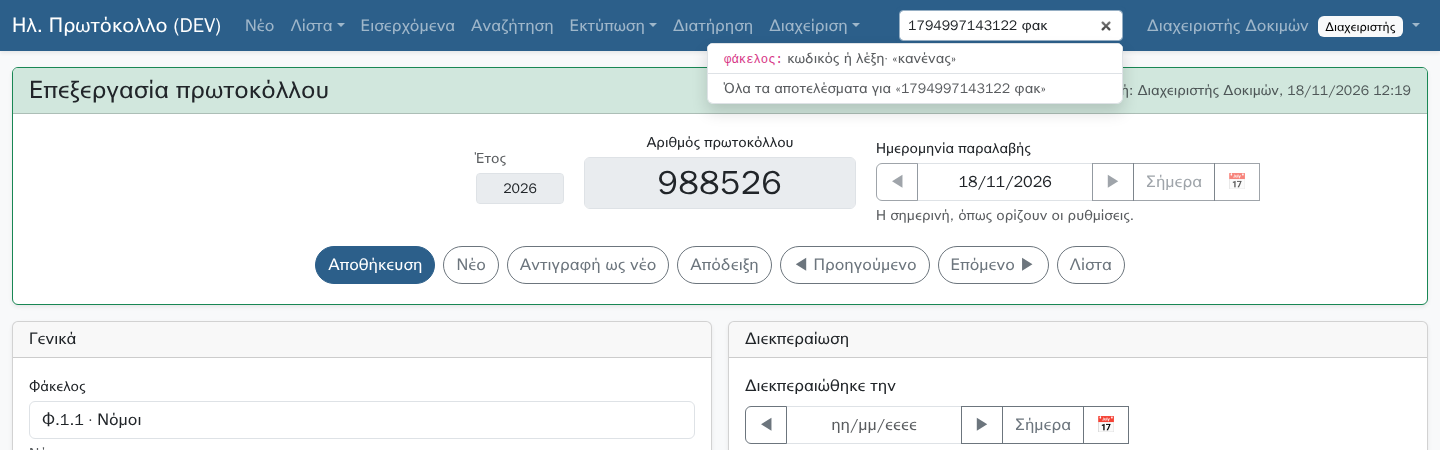 Ηλ. Πρωτόκολλο (DEV) Νέο Λίστα Εισερχόμενα Αναζήτηση Εκτύπωση Διατήρηση Διαχείριση 1794997143122 φακ Διαχειριστής Δοκιμών Διαχειριστής
φάκελος: κωδικός ή λέξη· «κανένας»
Όλα τα αποτελέσματα για «1794997143122 φακ»
Επεξεργασία πρωτοκόλλου Διαχειριστής Δοκιμών, 18/11/2026 12:19
Έτος Αριθμός πρωτοκόλλου Ημερομηνία παραλαβής
2026 988526 ◀ 18/11/2026 ▶ Σήμερα
Η σημερινή, όπως ορίζουν οι ρυθμίσεις.
Αποθήκευση Νέο Αντιγραφή ως νέο Απόδειξη ◀ Προηγούμενο Επόμενο ▶ Λίστα
Γενικά
Φάκελος
Φ.1.1 · Νόμοι
Διεκπεραίωση
Διεκπεραιώθηκε την
◀ ηη/μμ/εεεε ▶ Σήμερα